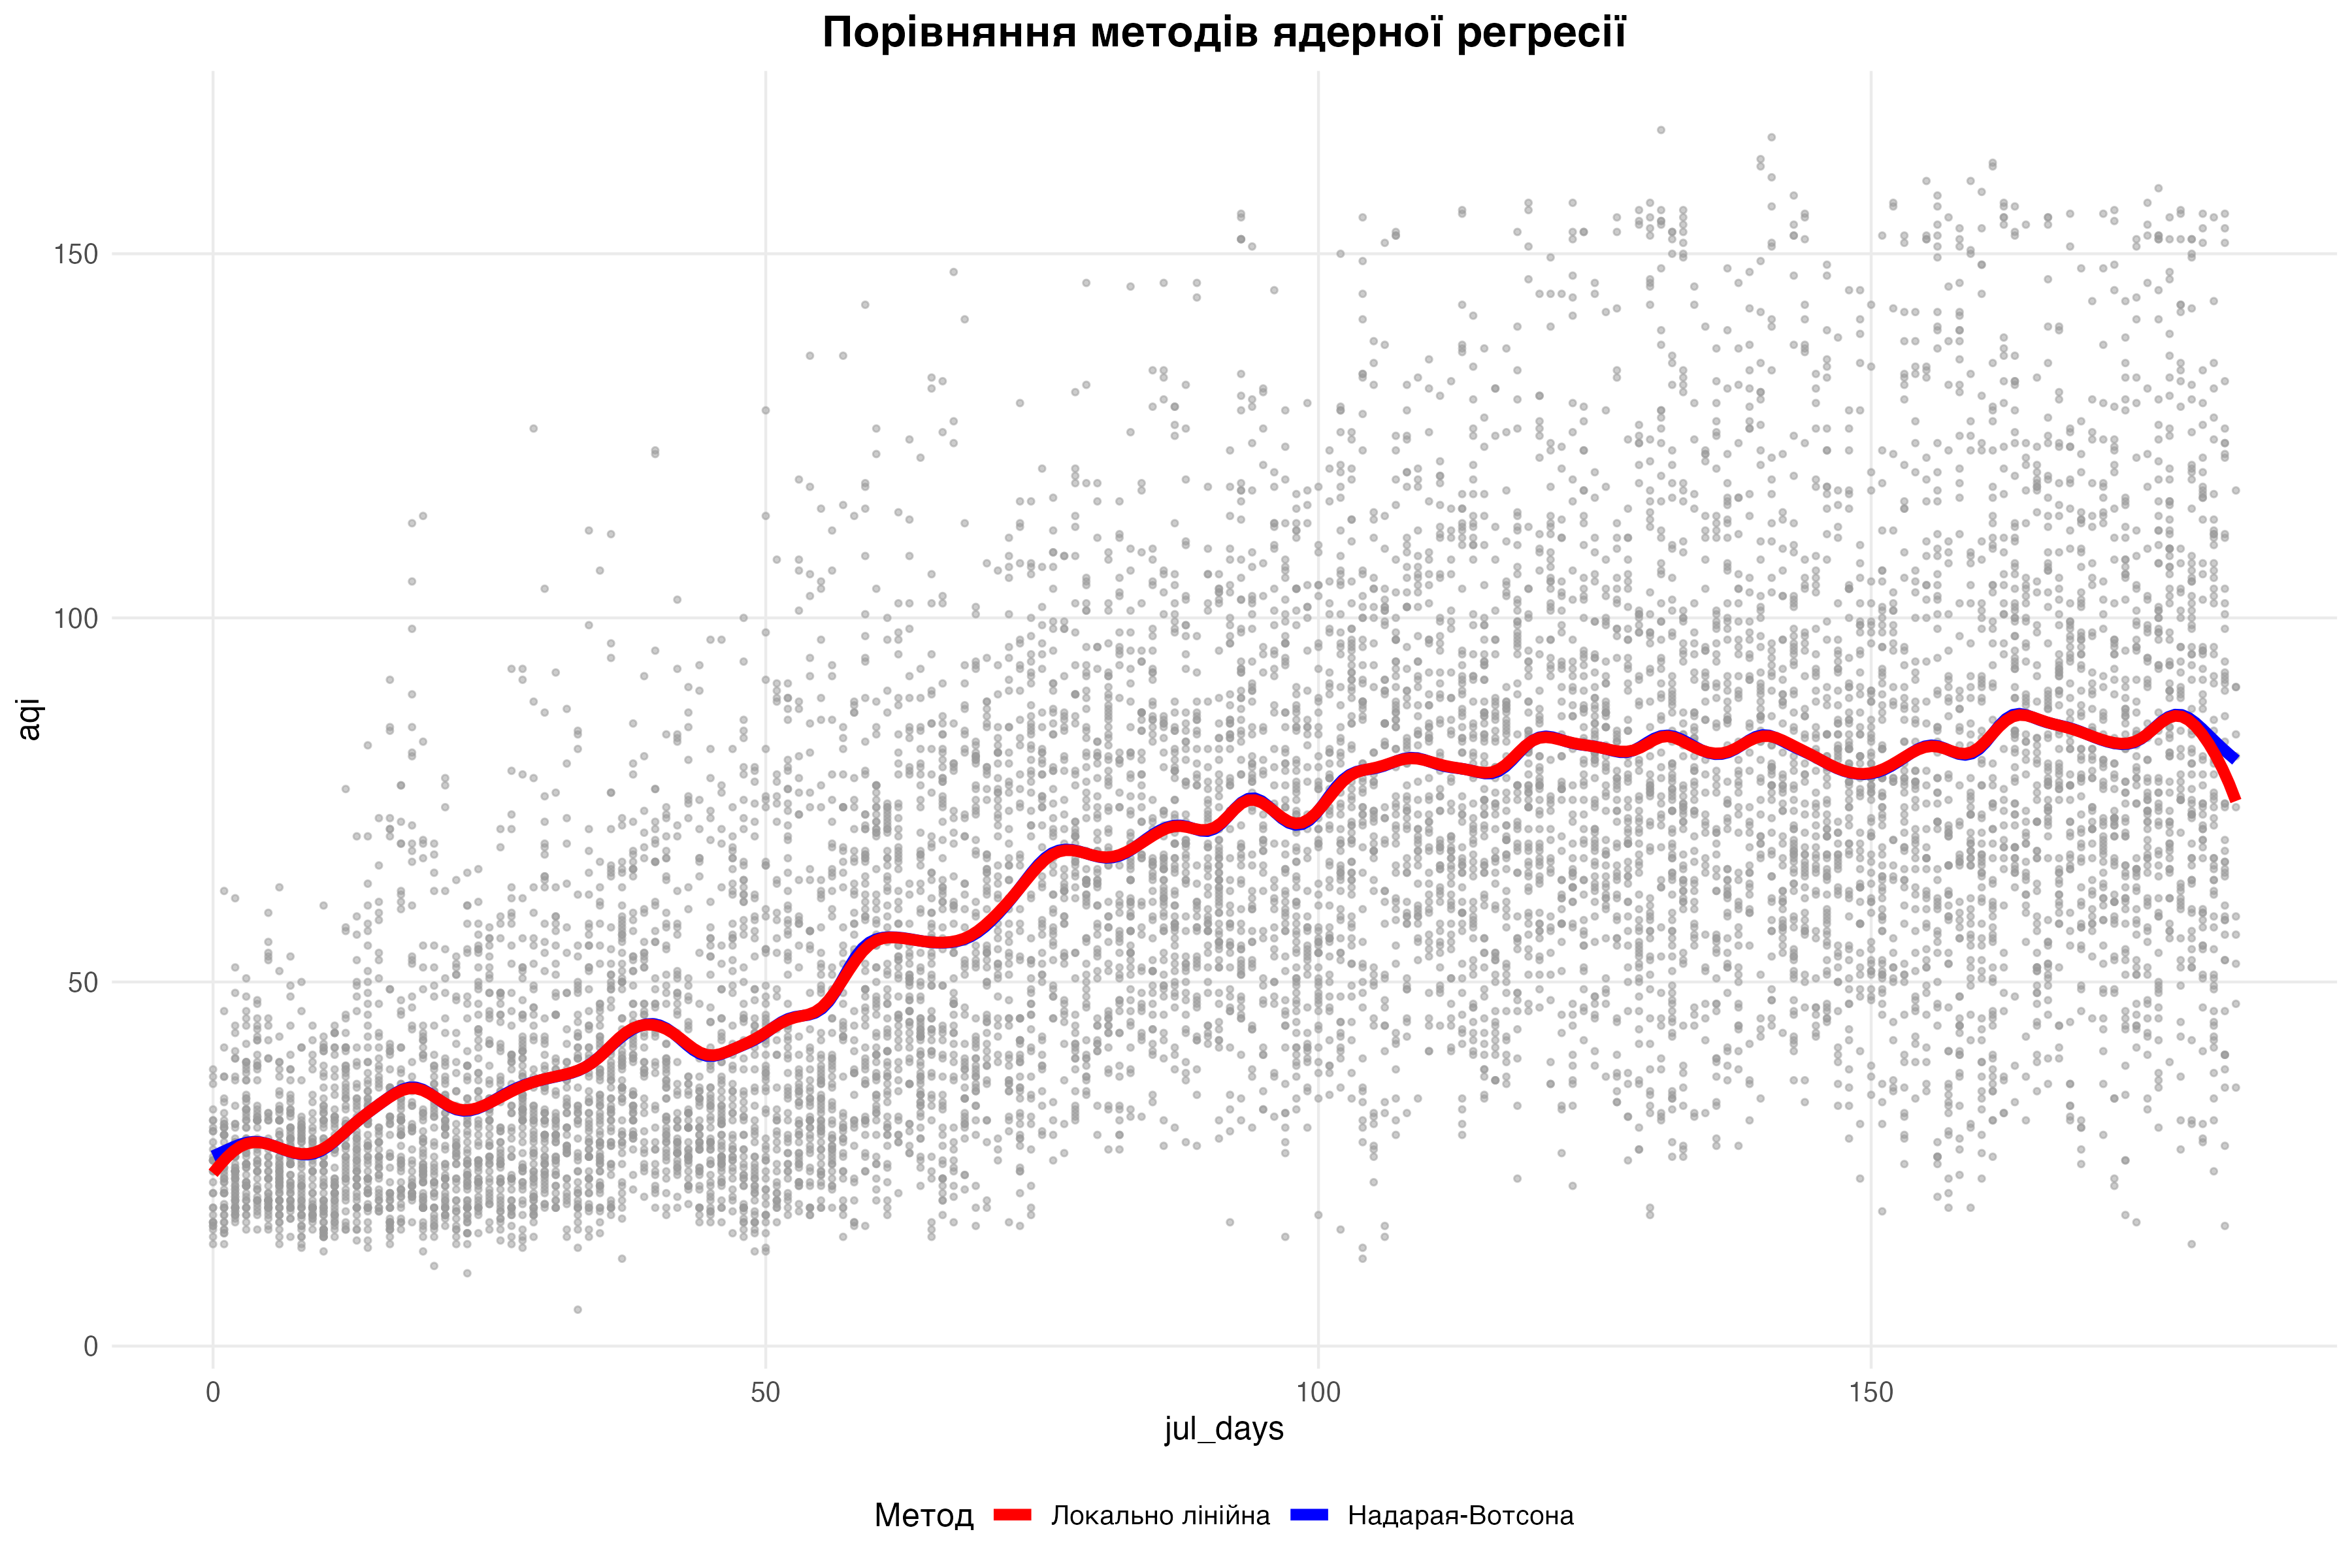 Порівняння методів ядерної регресії
150
100
50
0
aqi
0 50 100 150
jul_days
Метод Локально лінійна Надарая-Вотсона